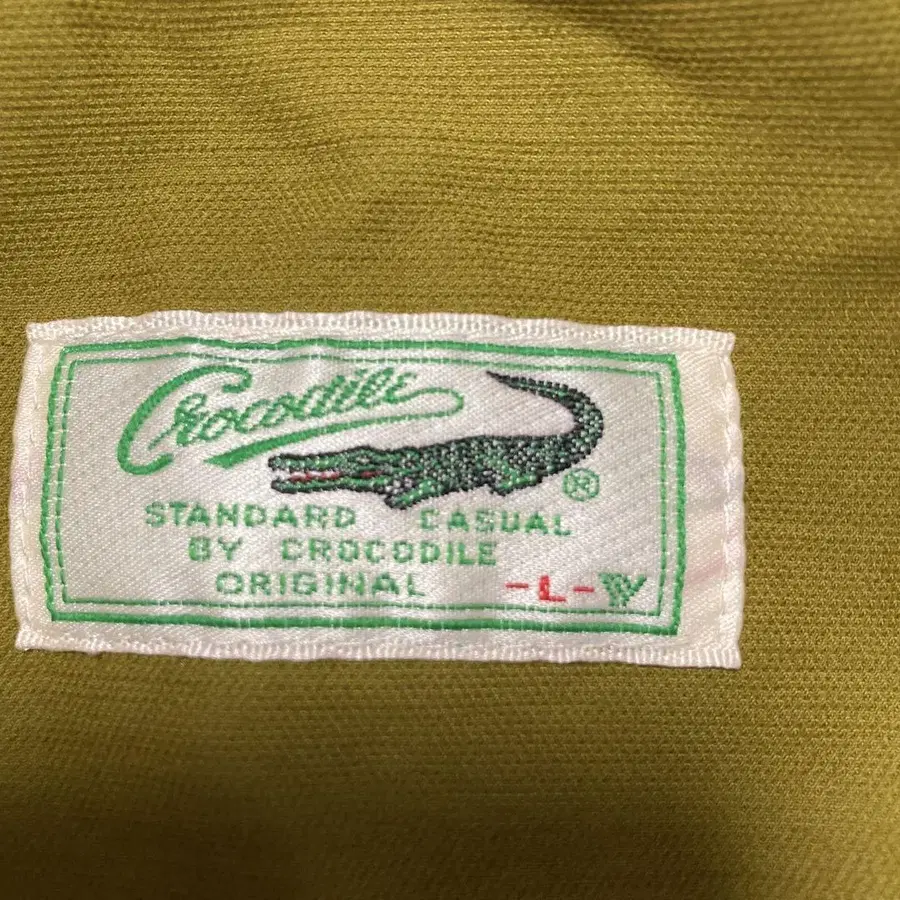 Crocodile
®
STANDARD CASUAL
BY CROCODILE
ORIGINAL -L-